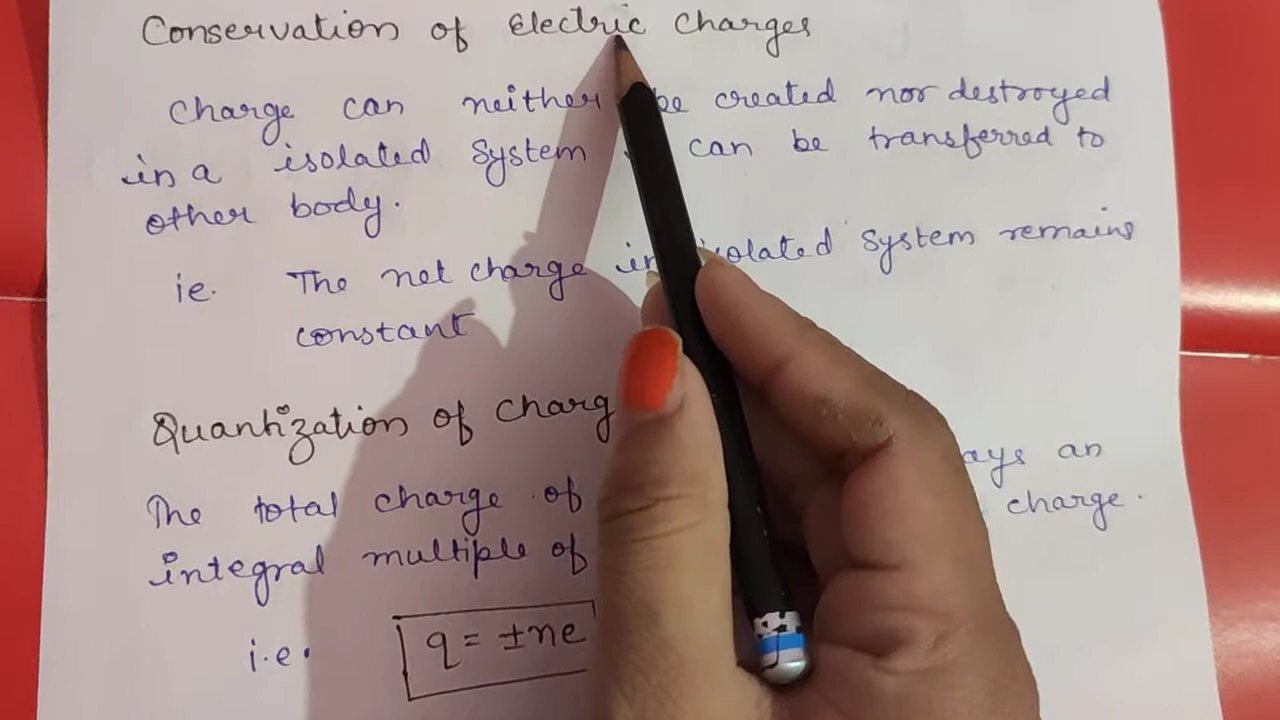 Conservation of Electric Charges
Charge can neither be created nor destroyed
in a isolated system can be transferred to
other body.
ie. The net charge in isolated system remains
constant
Quantization of Charg
The total charge of ays an
integral multiple of charge.
i.e. q = ±ne